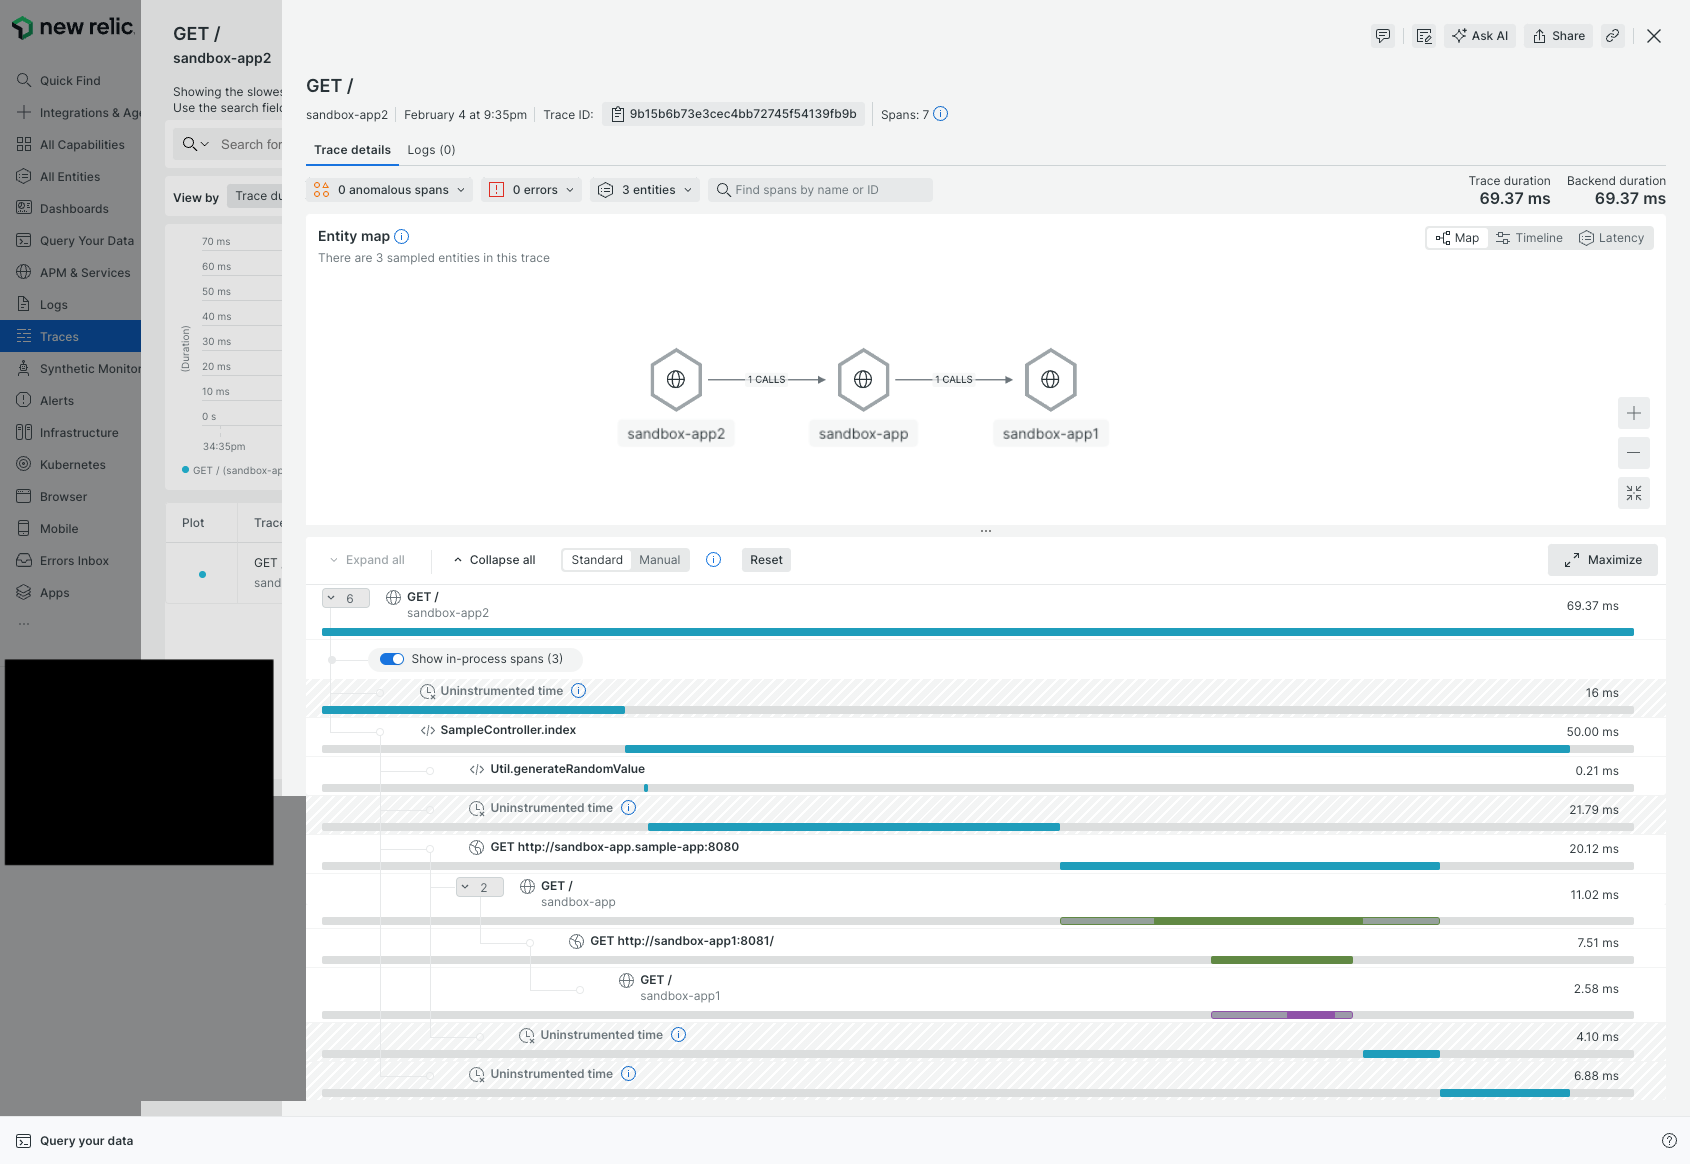 new relic.
Quick Find
Integrations & Age
All Capabilities
All Entities
Dashboards
Query Your Data
APM & Services
Logs
Traces
Synthetic Monitor
Alerts
Infrastructure
Kubernetes
Browser
Mobile
Errors Inbox
Apps
...
GET /
sandbox-app2
Showing the slowes
Use the search field
Search for
View by
Trace du
(Duration)
70 ms
60 ms
50 ms
40 ms
30 ms
20 ms
10 ms
0 s
34:35pm
GET / (sandbox-ap
Plot
Trace
GET
sand
Ask AI
Share
GET /
sandbox-app2
February 4 at 9:35pm
Trace ID:
9b15b6b73e3cec4bb72745f54139fb9b
Spans: 7
Trace details
Logs (0)
0 anomalous spans
0 errors
3 entities
Find spans by name or ID
Trace duration
69.37 ms
Backend duration
69.37 ms
Entity map
There are 3 sampled entities in this trace
Map
Timeline
Latency
1 CALLS
1 CALLS
sandbox-app2
sandbox-app
sandbox-app1
...
Expand all
Collapse all
Standard
Manual
Reset
Maximize
6
GET /
sandbox-app2
69.37 ms
Show in-process spans (3)
Uninstrumented time
16 ms
</> SampleController.index
50.00 ms
</> Util.generateRandomValue
0.21 ms
Uninstrumented time
21.79 ms
GET http://sandbox-app.sample-app:8080
20.12 ms
2
GET /
sandbox-app
11.02 ms
GET http://sandbox-app1:8081/
7.51 ms
GET /
sandbox-app1
2.58 ms
Uninstrumented time
4.10 ms
Uninstrumented time
6.88 ms
Query your data